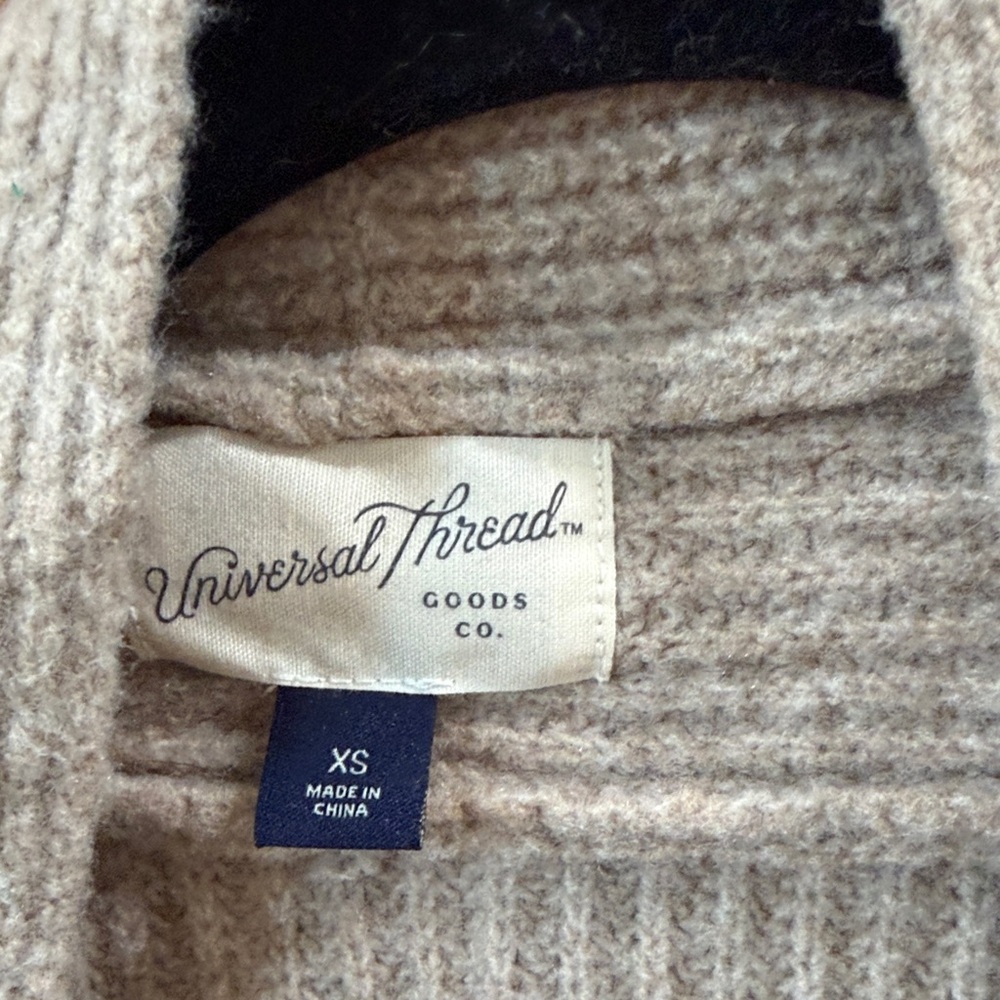 Universal Thread™
GOODS
CO.
XS
MADE IN
CHINA